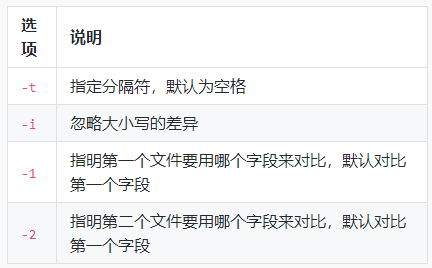 选
项
说明
-t
指定分隔符，默认为空格
-i
忽略大小写的差异
-1
指明第一个文件要用哪个字段来对比，默认对比
第一个字段
-2
指明第二个文件要用哪个字段来对比，默认对比
第一个字段